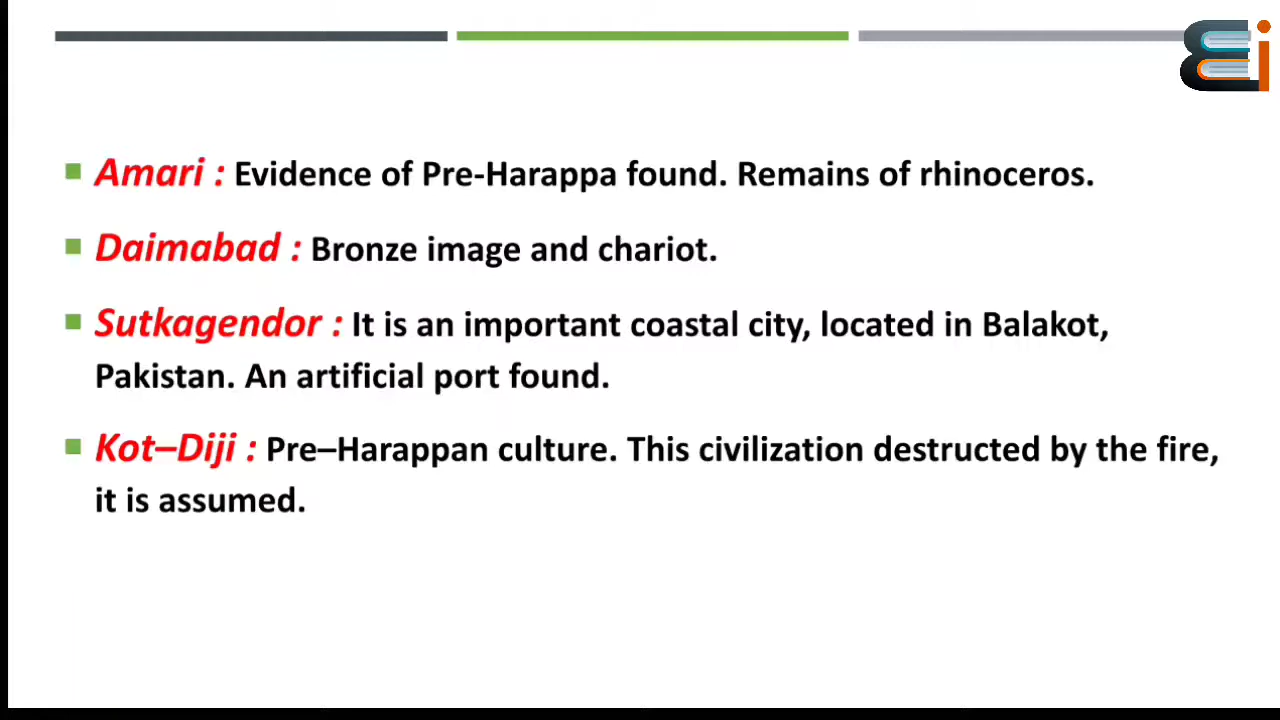 Amari : Evidence of Pre-Harappa found. Remains of rhinoceros.
Daimabad : Bronze image and chariot.
Sutkagendor : It is an important coastal city, located in Balakot,
Pakistan. An artificial port found.
Kot–Diji : Pre–Harappan culture. This civilization destructed by the fire,
it is assumed.